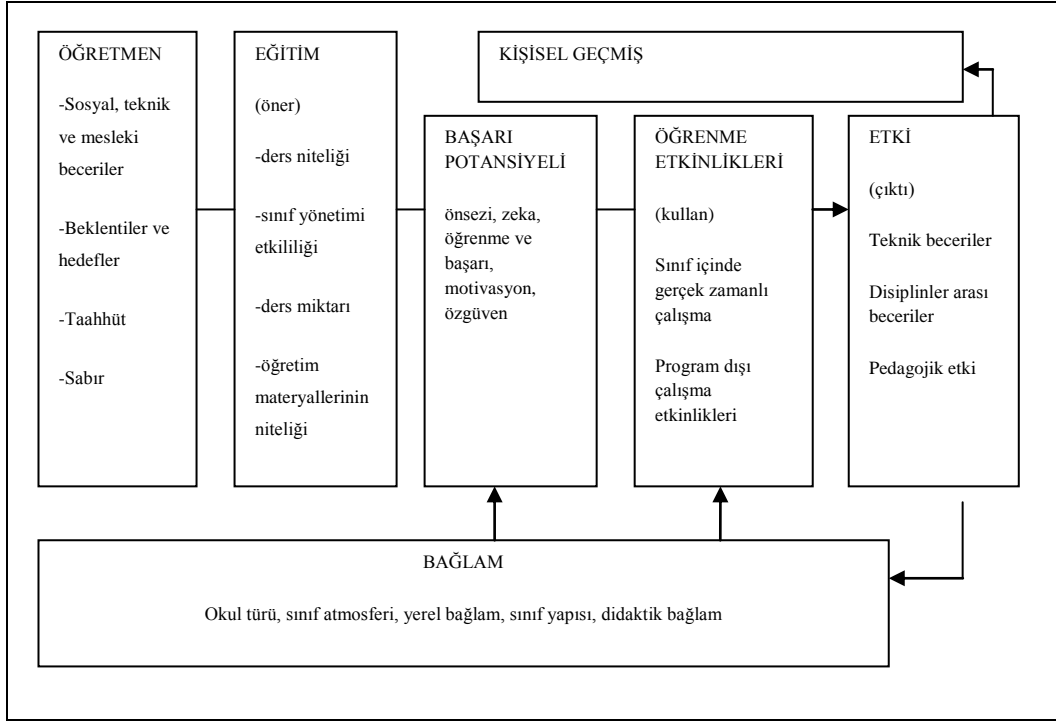 ÖĞRETMEN
-Sosyal, teknik
ve mesleki
beceriler
-Beklentiler ve
hedefler
-Taahhüt
-Sabır
EĞİTİM
(öner)
-ders niteliği
-sınıf yönetimi
etkililiği
-ders miktarı
-öğretim
materyallerinin
niteliği
KİŞİSEL GEÇMİŞ
BAŞARI
POTANSİYELİ
önsezi, zeka,
öğrenme ve
başarı,
motivasyon,
özgüven
ÖĞRENME
ETKİNLİKLERİ
(kullan)
Sınıf içinde
gerçek zamanlı
çalışma
Program dışı
çalışma
etkinlikleri
ETKİ
(çıktı)
Teknik beceriler
Disiplinler arası
beceriler
Pedagojik etki
BAĞLAM
Okul türü, sınıf atmosferi, yerel bağlam, sınıf yapısı, didaktik bağlam